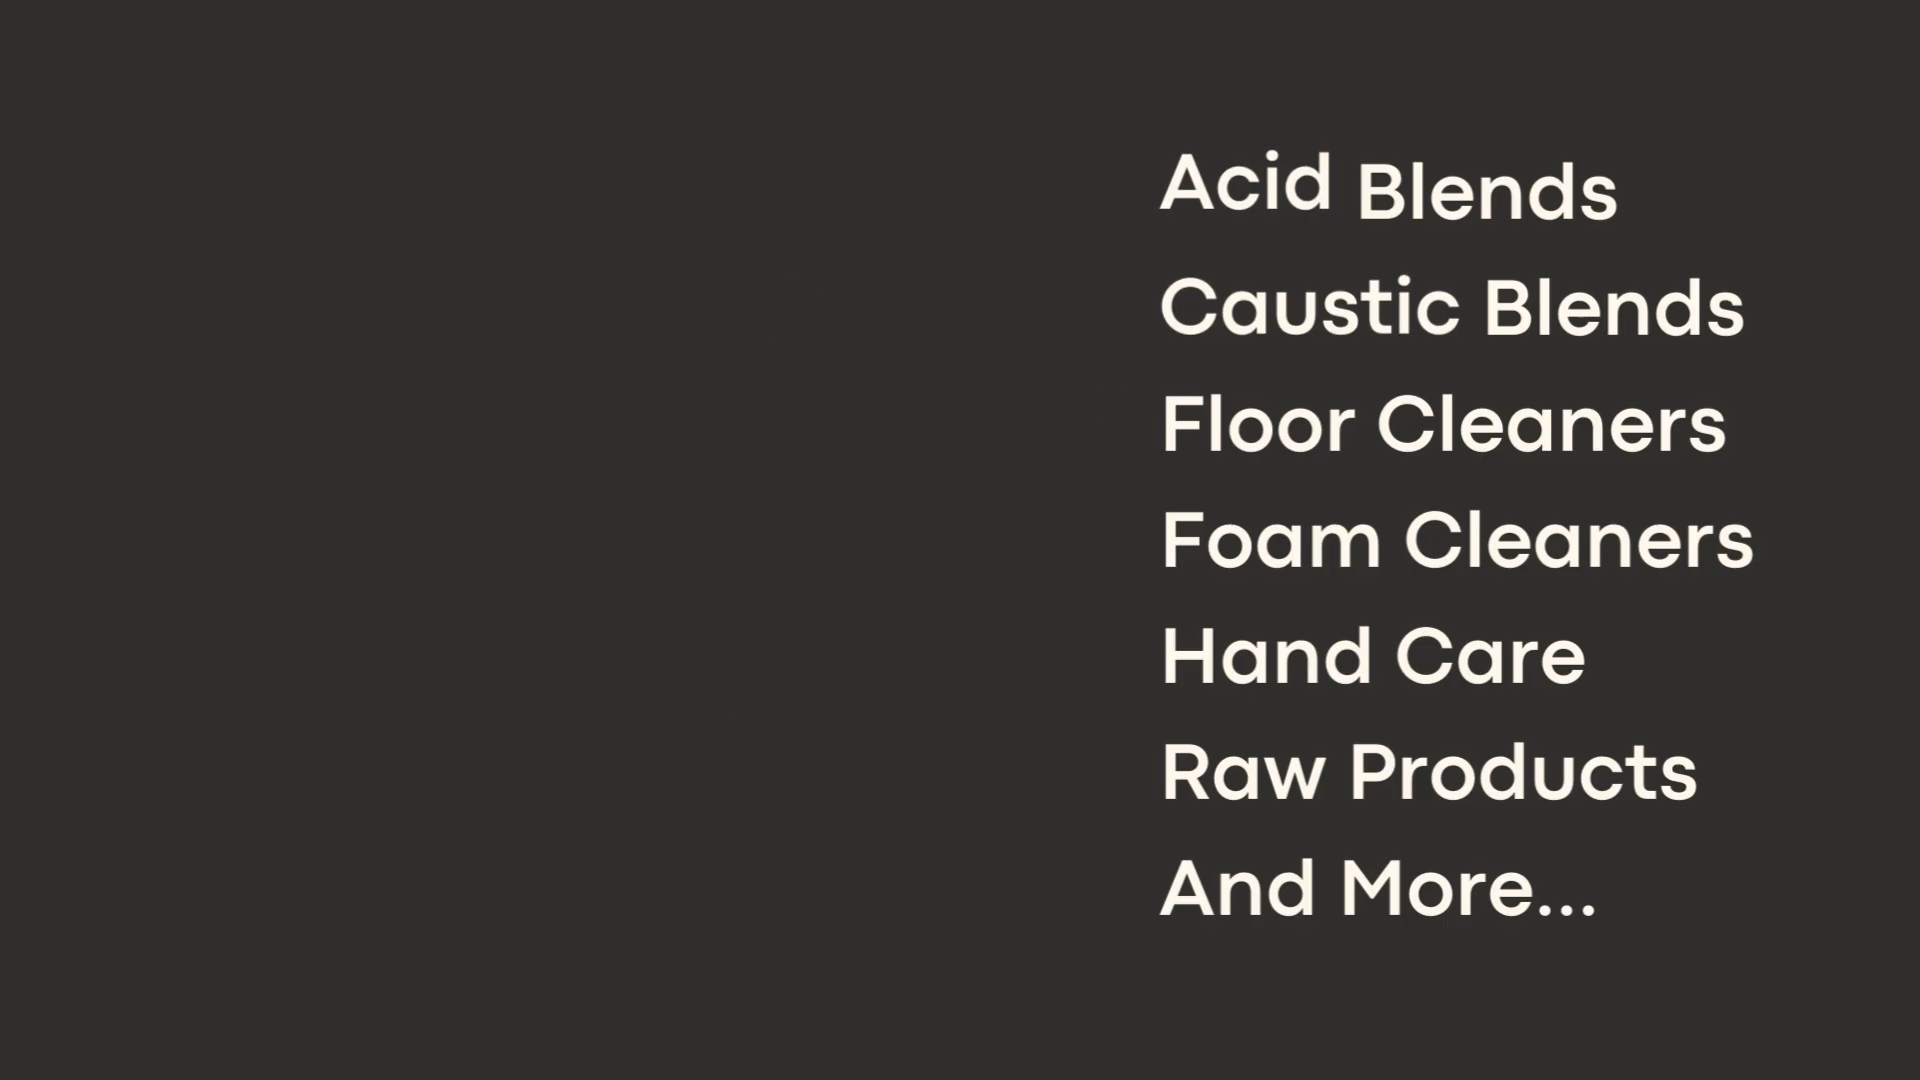 Acid Blends
Caustic Blends
Floor Cleaners
Foam Cleaners
Hand Care
Raw Products
And More...